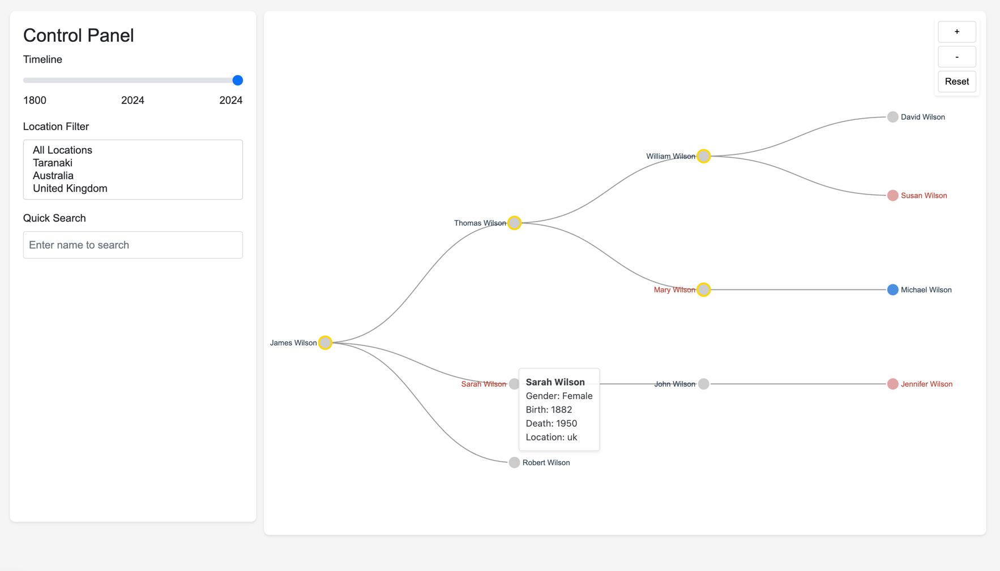 Control Panel
Timeline
1800 2024 2024
Location Filter
All Locations
Taranaki
Australia
United Kingdom
Quick Search
Enter name to search
+
-
Reset
David Wilson
William Wilson
Susan Wilson
Thomas Wilson
Mary Wilson
Michael Wilson
James Wilson
Sarah Wilson
Sarah Wilson
Gender: Female
Birth: 1882
Death: 1950
Location: uk
John Wilson
Jennifer Wilson
Robert Wilson